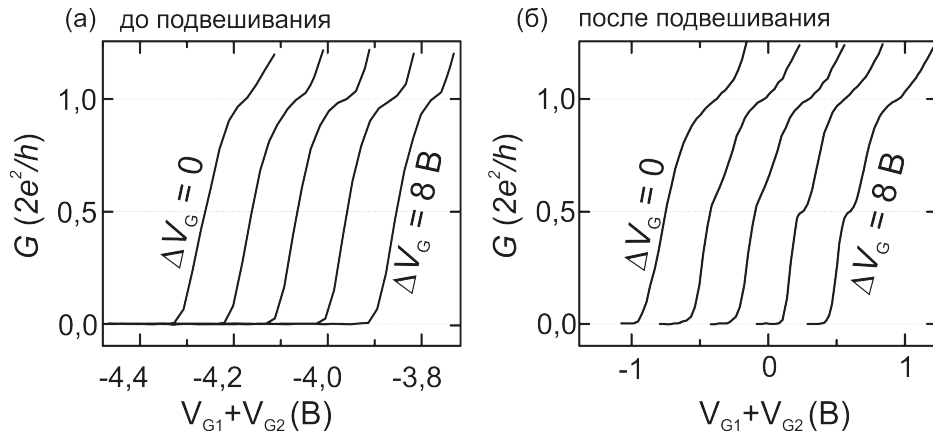 (а) до подвешивания
(б) после подвешивания
G (2e²/h)
1,0
0,5
0,0
ΔV_G = 0
ΔV_G = 8 В
-4,4
-4,2
-4,0
-3,8
V_G1+V_G2 (В)
G (2e²/h)
1,0
0,5
0,0
ΔV_G = 0
ΔV_G = 8 В
-1
0
1
V_G1+V_G2 (В)